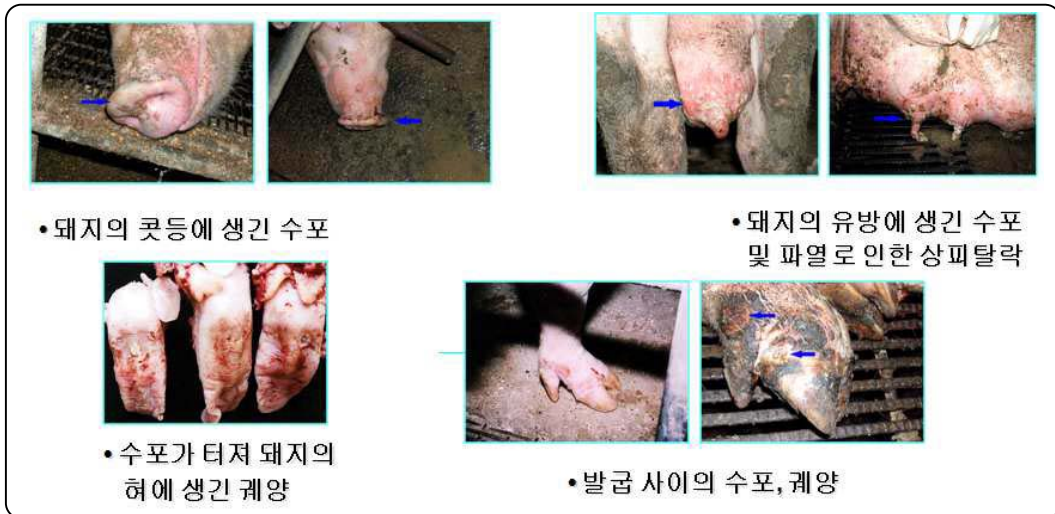 • 돼지의 콧등에 생긴 수포
• 돼지의 유방에 생긴 수포
및 파열로 인한 상피탈락
• 수포가 터져 돼지의
혀에 생긴 궤양
• 발굽 사이의 수포, 궤양